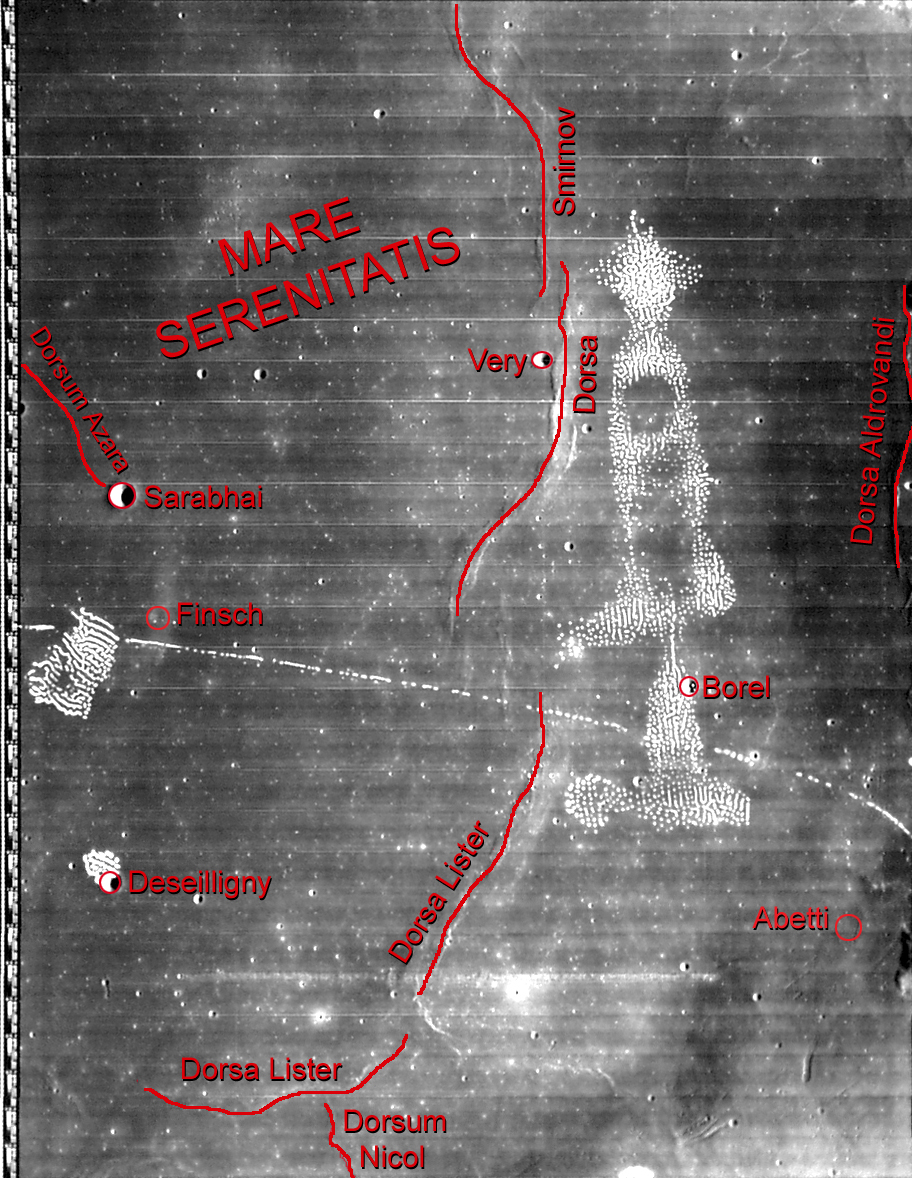 Smirnov
MARE
SERENITATIS
Dorsum Azara
Very
Dorsa
Dorsa Aldrovandi
Sarabhai
Finsch
Borel
Dorsa Lister
Deseilligny
Abetti
Dorsa Lister
Dorsum
Nicol